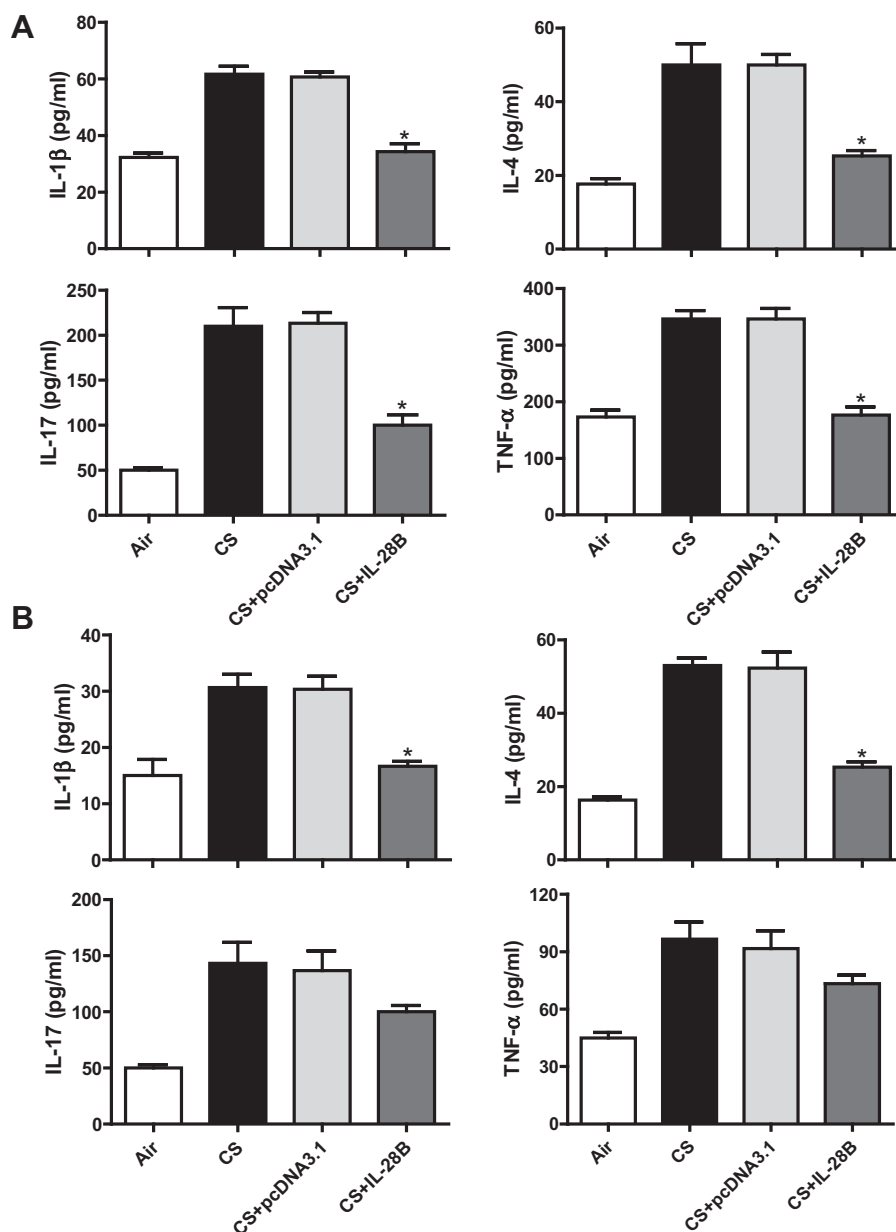 A
IL-1β (pg/ml)
80
60
40
20
0
*
IL-4 (pg/ml)
60
40
20
0
*
IL-17 (pg/ml)
250
200
150
100
50
0
*
Air
CS
CS+pcDNA3.1
CS+IL-28B
TNF-α (pg/ml)
400
300
200
100
0
*
Air
CS
CS+pcDNA3.1
CS+IL-28B
B
IL-1β (pg/ml)
40
30
20
10
0
*
IL-4 (pg/ml)
60
40
20
0
*
IL-17 (pg/ml)
200
150
100
50
0
Air
CS
CS+pcDNA3.1
CS+IL-28B
TNF-α (pg/ml)
120
90
60
30
0
Air
CS
CS+pcDNA3.1
CS+IL-28B